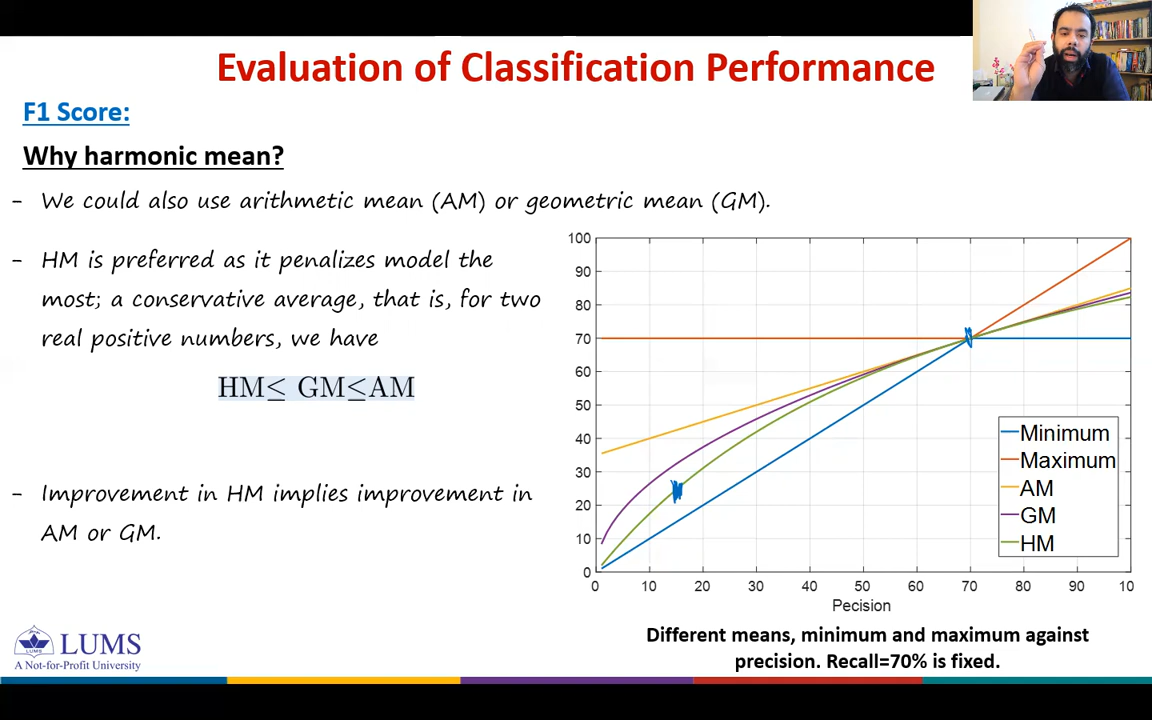 Evaluation of Classification Performance
F1 Score:
Why harmonic mean?
- We could also use arithmetic mean (AM) or geometric mean (GM).
- HM is preferred as it penalizes model the
most; a conservative average, that is, for two
real positive numbers, we have
HM≤ GM≤AM
- Improvement in HM implies improvement in
AM or GM.
100
90
80
70
60
50
40
30
20
10
0
0 10 20 30 40 50 60 70 80 90 10
Pecision
Minimum
Maximum
AM
GM
HM
Different means, minimum and maximum against
precision. Recall=70% is fixed.
LUMS
LUMS
A Not-for-Profit University